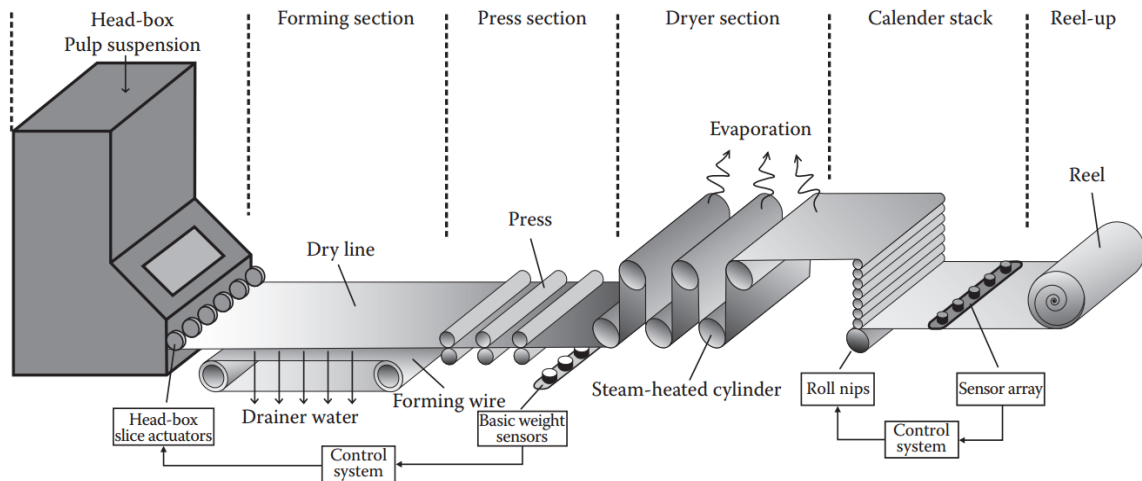 Head-box
Pulp suspension
Forming section
Press section
Dryer section
Calender stack
Reel-up
Evaporation
Reel
Press
Dry line
Steam-heated cylinder
Forming wire
Drainer water
Head-box
slice actuators
Basic weight
sensors
Control
system
Roll nips
Sensor array
Control
system